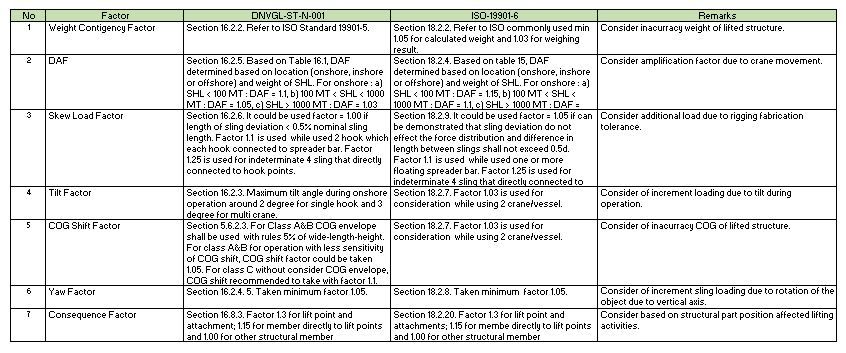 No Factor DNVGL-ST-N-001 ISO-19901-6 Remarks
1 Weight Contigency Factor
Section 16.2.2. Refer to ISO Standard 19901-5.
Section 18.2.2. Refer to ISO commonly used min
1.05 for calculated weight and 1.03 for weighing
result.
Consider inacurracy weight of lifted structure.
2 DAF
Section 16.2.5. Based on Table 16.1, DAF
determined based on location (onshore, inshore
or offshore) and weight of SHL. For onshore : a)
SHL < 100 MT : DAF = 1.1, b) 100 MT < SHL < 1000
MT : DAF = 1.05, c) SHL > 1000 MT : DAF = 1.03
Section 18.2.4. Based on table 15, DAF
determined based on location (onshore, inshore
or offshore) and weight of SHL. For onshore : a)
SHL < 100 MT : DAF = 1.15, b) 100 MT < SHL <
1000 MT : DAF = 1.1, c) SHL > 1000 MT : DAF =
Consider amplification factor due to crane movement.
3 Skew Load Factor
Section 16.2.6. It could be used factor = 1.00 if
length of sling deviation < 0.5% nominal sling
length. Factor 1.1 is used while used 2 hook which
each hook connected to spreader bar. Factor
1.25 is used for indeterminate 4 sling that directly
connected to hook points.
Section 18.2.9. It could be used factor = 1.05 if can
be demonstrated that sling deviation do not
effect the force distribution and difference in
length between slings shall not exceed 0.5d.
Factor 1.1 is used while used one or more
floating spreader bar. Factor 1.25 is used for
indeterminate 4 sling that directly connected to
Consider additional load due to rigging fabrication
tolerance.
4 Tilt Factor
Section 16.2.3. Maximum tilt angle during onshore
operation around 2 degree for single hook and 3
degree for multi crane.
Section 18.2.7. Factor 1.03 is used for
consideration while using 2 crane/vessel.
Consider of increment loading due to tilt during
operation.
5 COG Shift Factor
Section 5.6.2.3. For Class A&B COG envelope
shall be used with rules 5% of wide-length-height.
For class A&B for operation with less sensitivity
of COG shift, COG shift factor could be taken
1.05. For class C without consider COG envelope,
COG shift recommended to take with factor 1.1.
Section 18.2.7. Factor 1.03 is used for
consideration while using 2 crane/vessel.
Consider of inacurracy COG of lifted structure.
6 Yaw Factor
Section 16.2.4. 5. Taken minimum factor 1.05.
Section 18.2.8. Taken minimum factor 1.05.
Consider of increment sling loading due to rotation of the
object due to vertical axis.
7 Consequence Factor
Section 16.8.3. Factor 1.3 for lift point and
attachment; 1.15 for member directly to lift points
and 1.00 for other structural member
Section 18.2.20. Factor 1.3 for lift point and
attachments; 1.15 for membe directly to lift points
and 1.00 for other structural member
Consider based on structural part position affected lifting
activities.